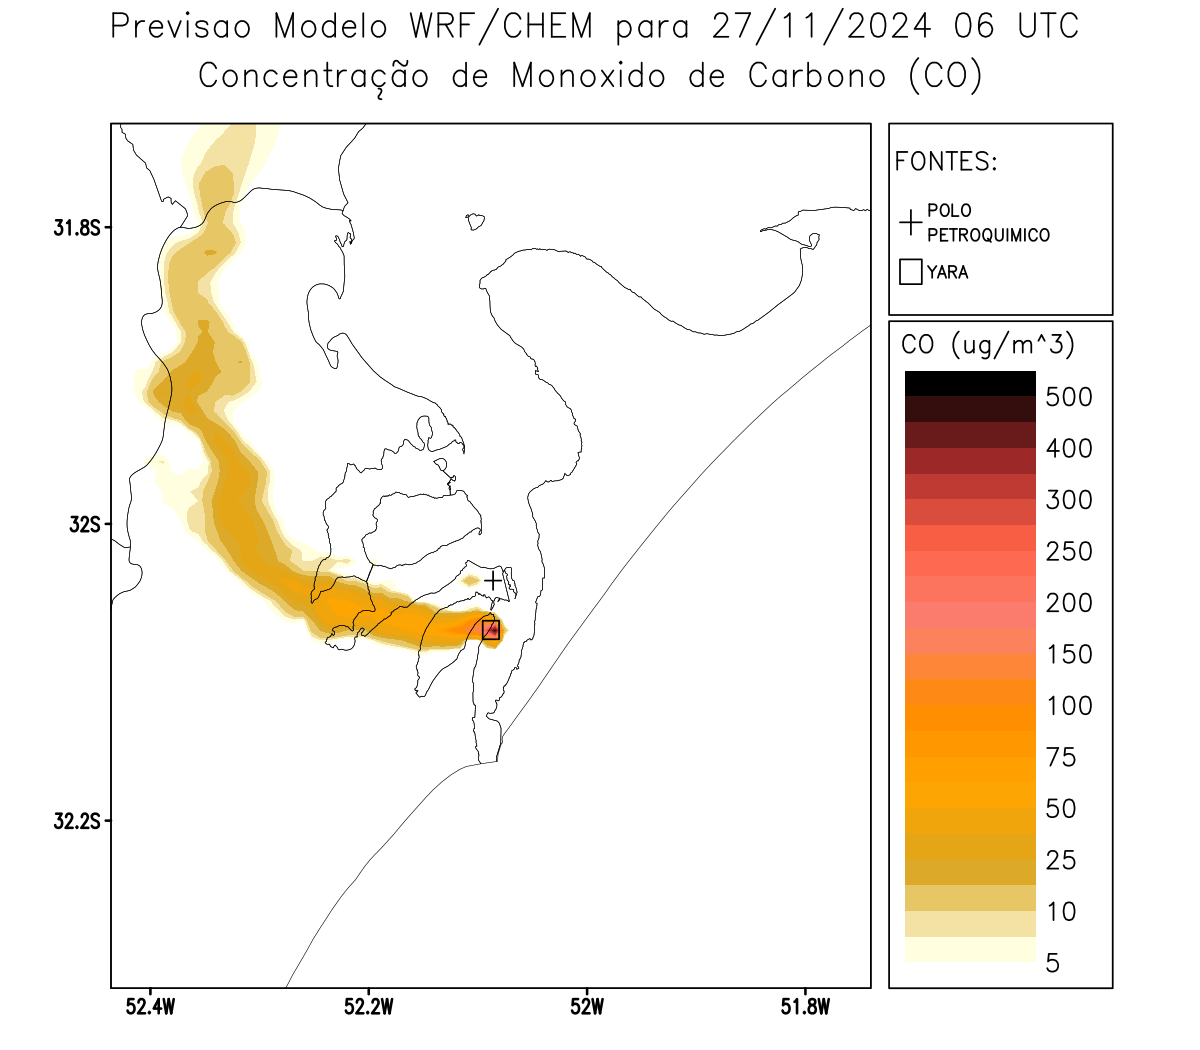 Previsao Modelo WRF/CHEM para 27/11/2024 06 UTC
Concentração de Monoxido de Carbono (CO)
FONTES:
POLO
PETROQUIMICO
YARA
CO (ug/m^3)
500
400
300
250
200
150
100
75
50
25
10
5
31.8S
32S
32.2S
52.4W
52.2W
52W
51.8W